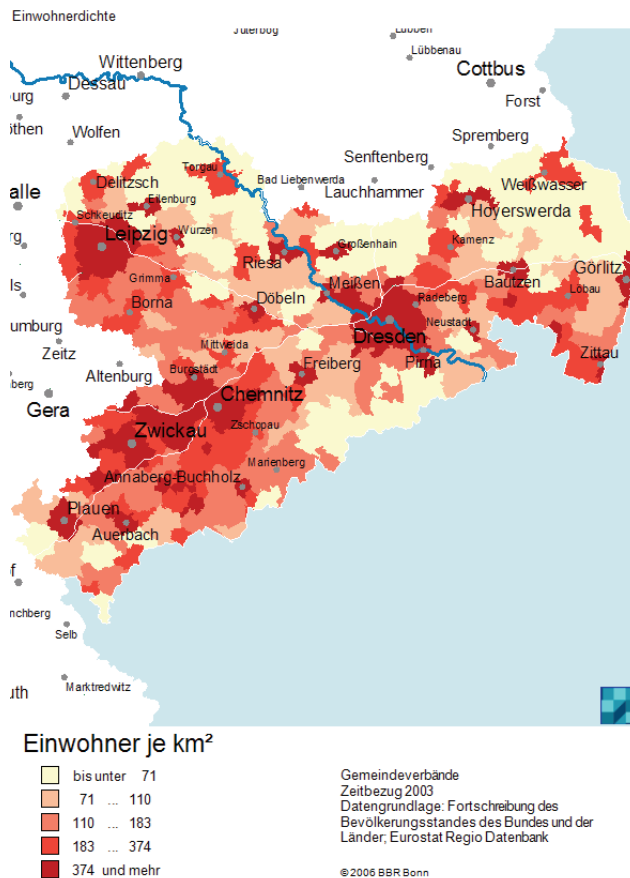 Einwohnerdichte
Jüterbog
Lübben
Lübbenau
Wittenberg
Cottbus
Dessau
Forst
Wolfen
Spremberg
Senftenberg
Torgau
Bad Liebenwerda
Lauchhammer
Weißwasser
Delitzsch
Eilenburg
Hoyerswerda
Schkeuditz
Leipzig
Wurzen
Großenhain
Kamenz
Riesa
Görlitz
Grimma
Meißen
Bautzen
Borna
Döbeln
Radeberg
Löbau
Neustadt
Dresden
Zeitz
Mittweida
Zittau
Altenburg
Burgstädt
Freiberg
Pirna
Gera
Chemnitz
Zwickau
Zschopau
Marienberg
Annaberg-Buchholz
Plauen
Auerbach
Selb
Marktredwitz
Einwohner je km²
bis unter 71
71 ... 110
110 ... 183
183 ... 374
374 und mehr
Gemeindeverbände
Zeitbezug 2003
Datengrundlage: Fortschreibung des
Bevölkerungsstandes des Bundes und der
Länder; Eurostat Regio Datenbank
© 2006 BBR Bonn